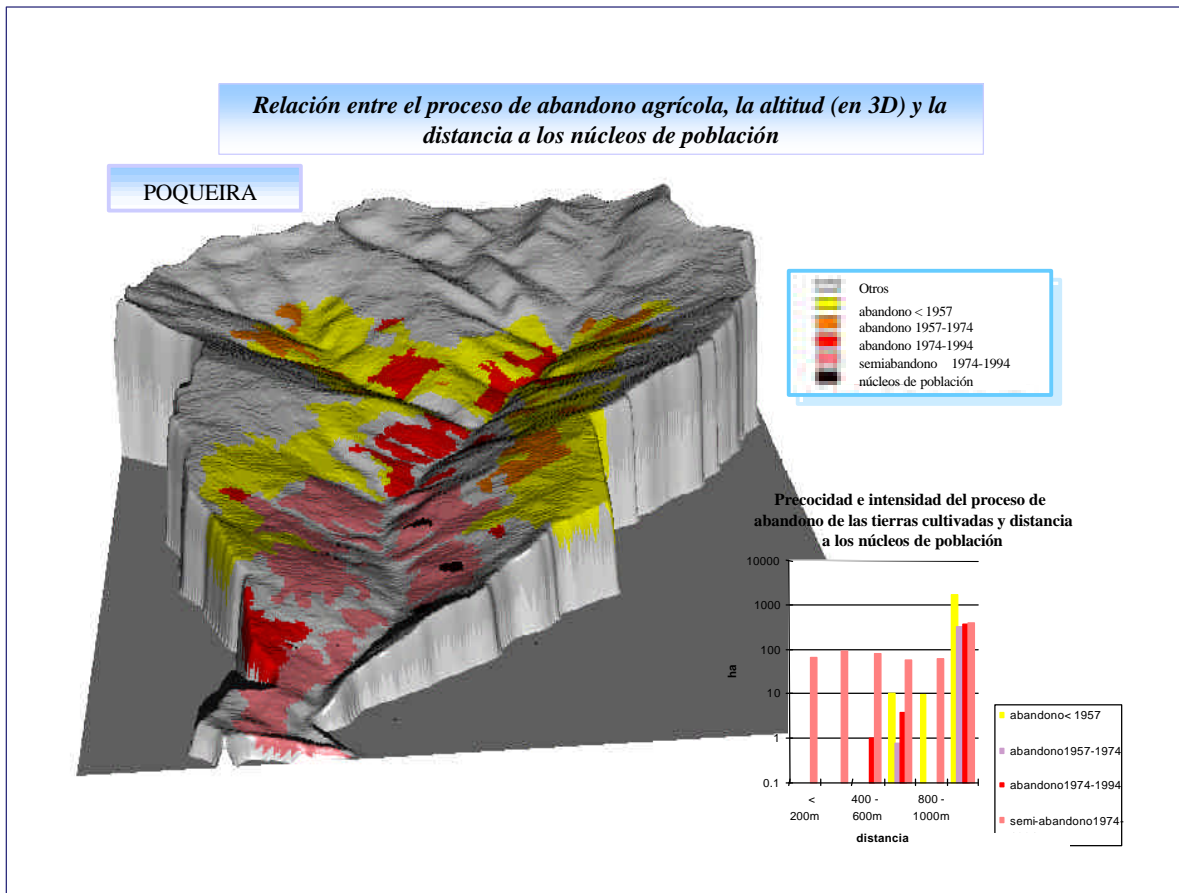 Relación entre el proceso de abandono agrícola, la altitud (en 3D) y la
distancia a los núcleos de población
POQUEIRA
Otros
abandono < 1957
abandono 1957-1974
abandono 1974-1994
semiabandono 1974-1994
núcleos de población
Precocidad e intensidad del proceso de
abandono de las tierras cultivadas y distancia
a los núcleos de población
10000
1000
100
10
1
0.1
ha
<
200m
400 -
600m
800 -
1000m
distancia
abandono< 1957
abandono1957-1974
abandono1974-1994
semi-abandono1974-